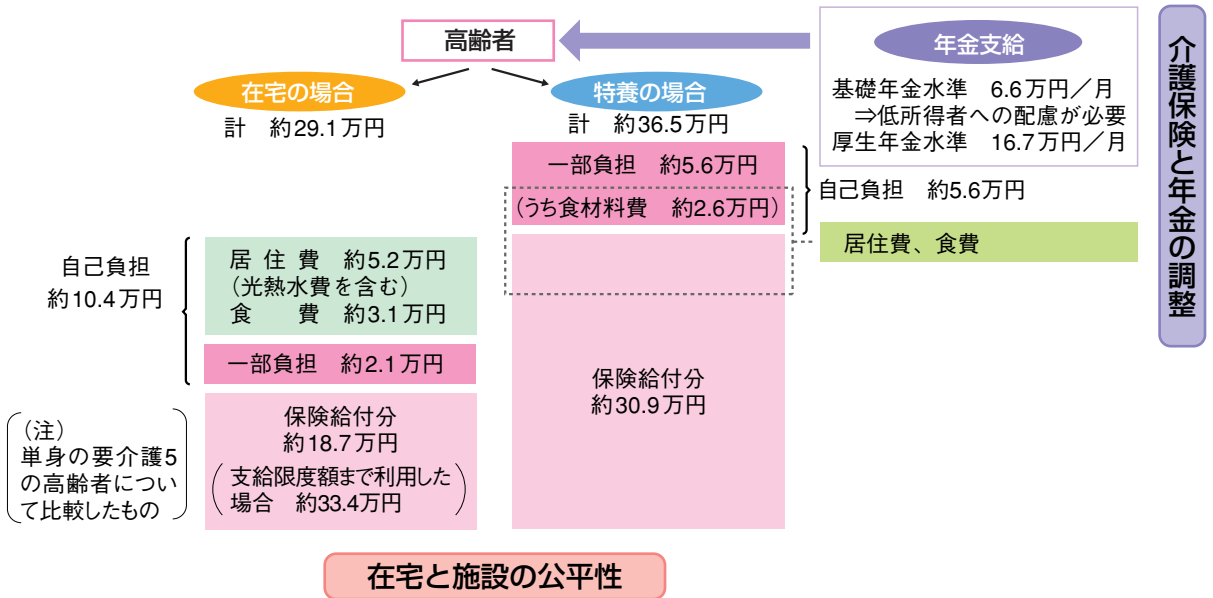 高齢者
年金支給
基礎年金水準　6.6万円／月
⇒低所得者への配慮が必要
厚生年金水準　16.7万円／月
介護保険と年金の調整
在宅の場合
計　約29.1万円
特養の場合
計　約36.5万円
一部負担　約5.6万円
（うち食材料費　約2.6万円）
自己負担　約5.6万円
居住費、食費
保険給付分
約30.9万円
自己負担
約10.4万円
居住費　約5.2万円
（光熱水費を含む）
食　　費　約3.1万円
一部負担　約2.1万円
保険給付分
約18.7万円
（支給限度額まで利用した
場合　約33.4万円）
（注）
単身の要介護5
の高齢者につい
て比較したもの
在宅と施設の公平性